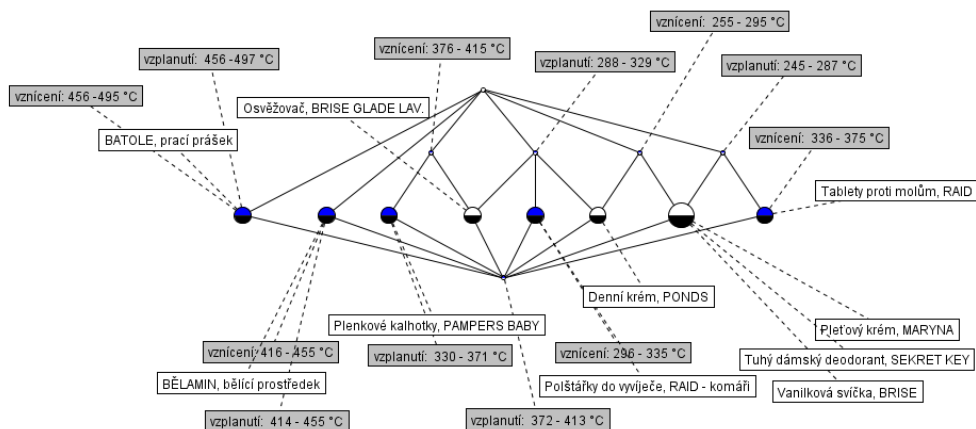 vznícení: 255 - 295 °C
vznícení: 376 - 415 °C
vzplanutí: 456 -497 °C
vzplanutí: 288 - 329 °C
vzplanutí: 245 - 287 °C
vznícení: 456 -495 °C
Osvěžovač, BRISE GLADE LAV.
BATOLE, prací prášek
vznícení: 336 - 375 °C
Tablety proti molům, RAID
Denní krém, PONDS
Plenkové kalhotky, PAMPERS BABY
Pleťový krém, MARYNA
vznícení: 416 - 455 °C
vzplanutí: 330 - 371 °C
vznícení: 296 - 335 °C
Tuhý dámský deodorant, SEKRET KEY
BĚLAMIN, bělící prostředek
Polštářky do vyvíječe, RAID - komáři
Vanilková svíčka, BRISE
vzplanutí: 414 - 455 °C
vzplanutí: 372 - 413 °C